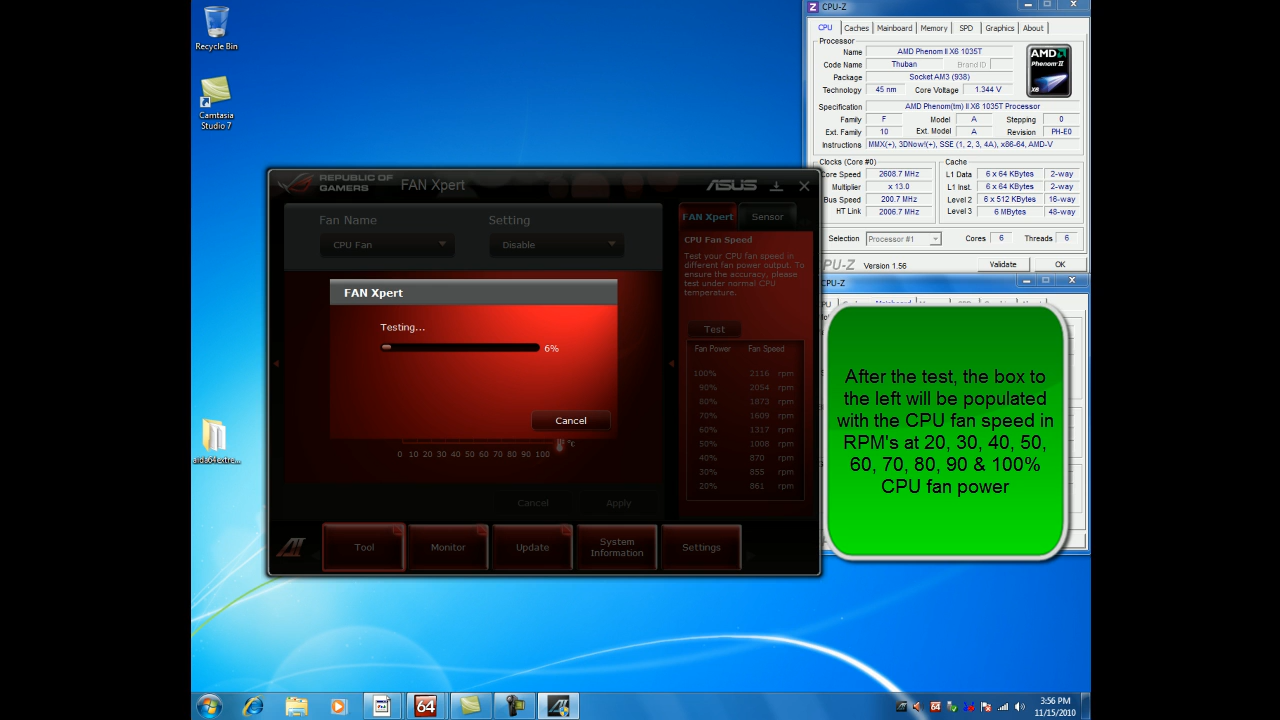 Recycle Bin
Camtasia
Studio 7
CPU-Z
CPU Caches Mainboard Memory SPD Graphics About
Processor
Name AMD Phenom II X6 1035T
Code Name Thuban Brand ID
Package Socket AM3 (938)
Technology 45 nm Core Voltage 1.344 V
AMD
Phenom II
X6
Specification AMD Phenom(tm) II X6 1035T Processor
Family F Model A Stepping 0
Ext. Family 10 Ext. Model A Revision PH-E0
Instructions MMX(+), 3DNow!(+), SSE (1, 2, 3, 4A), x86-64, AMD-V
Clocks (Core #0)
Core Speed 2608.7 MHz
Multiplier x 13.0
Bus Speed 200.7 MHz
HT Link 2006.7 MHz
Cache
L1 Data 6 x 64 KBytes 2-way
L1 Inst. 6 x 64 KBytes 2-way
Level 2 6 x 512 KBytes 16-way
Level 3 6 MBytes 48-way
Selection Processor #1 Cores 6 Threads 6
CPU-Z Version 1.56 Validate OK
CPU-Z
REPUBLIC OF
GAMERS
FAN Xpert
ASUS
Fan Name Setting
CPU Fan Disable
FAN Xpert Sensor
CPU Fan Speed
Test your CPU fan speed in
different fan power output. To
ensure the accuracy, please
test under normal CPU
temperature.
Test
Fan Power Fan Speed
100% 2116 rpm
90% 2054 rpm
80% 1873 rpm
70% 1609 rpm
60% 1317 rpm
50% 1008 rpm
40% 870 rpm
30% 855 rpm
20% 861 rpm
FAN Xpert
Testing...
6%
Cancel
°C
0 10 20 30 40 50 60 70 80 90 100
Cancel Apply
Tool
Monitor
Update
System
Information
Settings
After the test, the box to
the left will be populated
with the CPU fan speed in
RPM's at 20, 30, 40, 50,
60, 70, 80, 90 & 100%
CPU fan power
aida64extre...
64
64
3:56 PM
11/15/2010